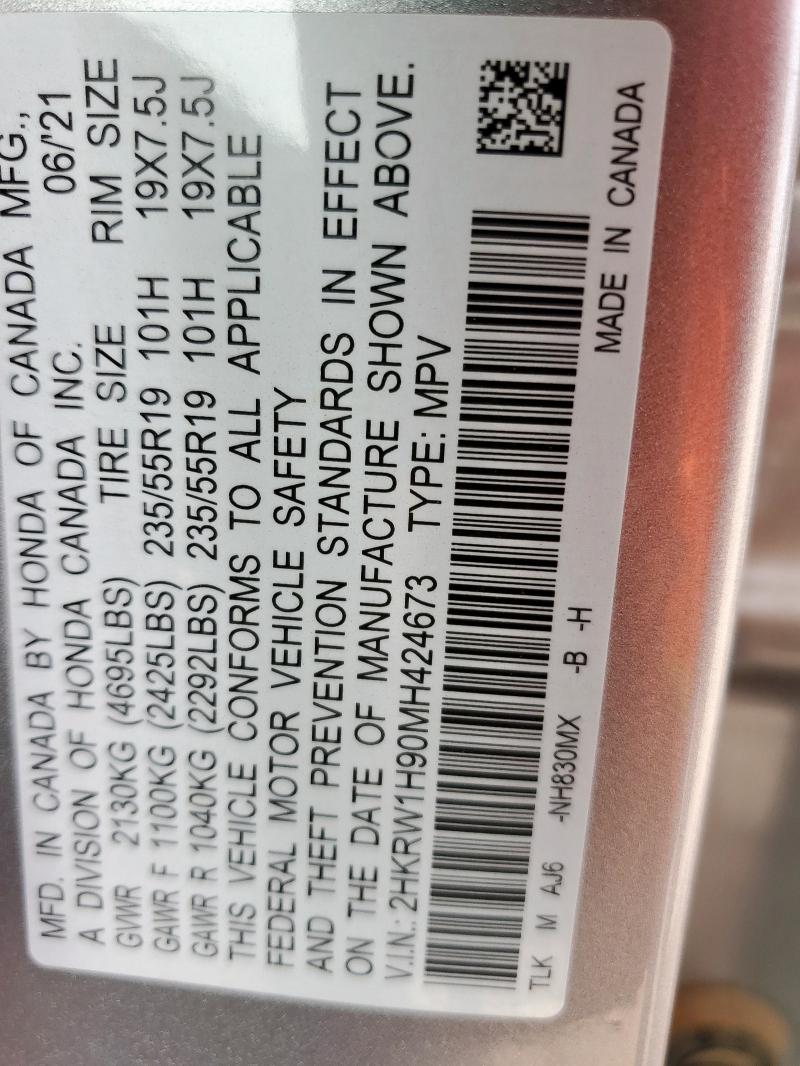 MFD. IN CANADA BY HONDA OF CANADA MFG.,
A DIVISION OF HONDA CANADA INC. 06/'21
GVWR 2130KG (4695LBS) TIRE SIZE RIM SIZE
GAWR F 1100KG (2425LBS) 235/55R19 101H 19X7.5J
GAWR R 1040KG (2292LBS) 235/55R19 101H 19X7.5J
THIS VEHICLE CONFORMS TO ALL APPLICABLE
FEDERAL MOTOR VEHICLE SAFETY
AND THEFT PREVENTION STANDARDS IN EFFECT
ON THE DATE OF MANUFACTURE SHOWN ABOVE.
V.I.N.: 2HKRW1H90MH424673 TYPE: MPV
TLK M AJ6 -NH830MX -B -H
MADE IN CANADA